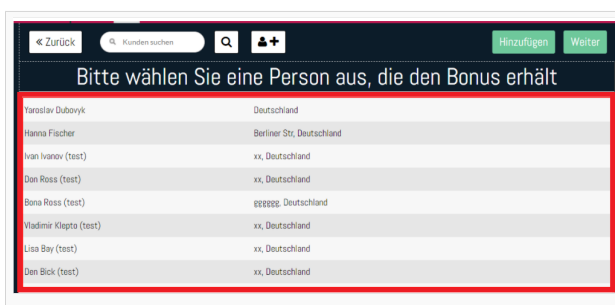 « Zurück Kunden suchen Hinzufügen Weiter
Bitte wählen Sie eine Person aus, die den Bonus erhält
Yaroslav Dubovyk Deutschland
Hanna Fischer Berliner Str, Deutschland
Ivan Ivanov (test) xx, Deutschland
Don Ross (test) xx, Deutschland
Bona Ross (test) gggggg, Deutschland
Vladimir Klepto (test) xx, Deutschland
Lisa Bay (test) xx, Deutschland
Den Bick (test) xx, Deutschland